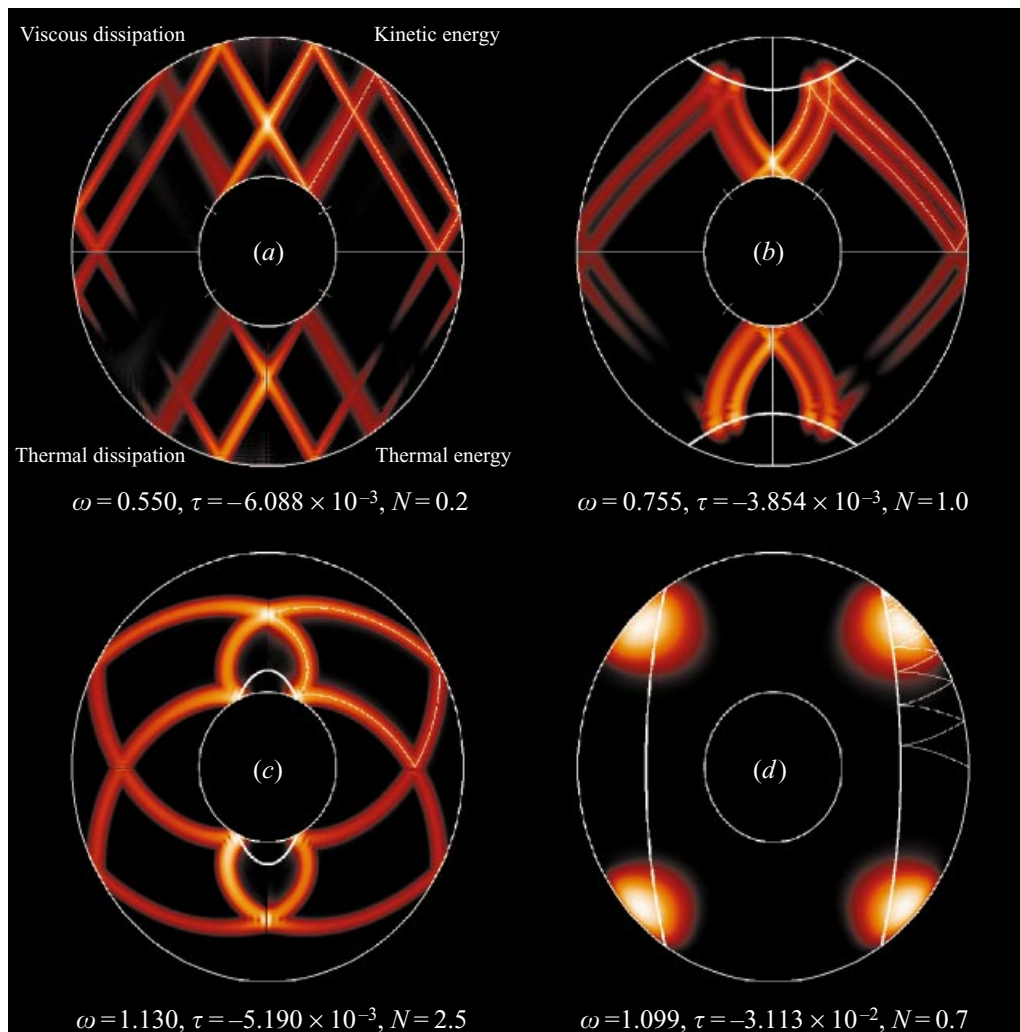 Viscous dissipation Kinetic energy
(a) (b)
Thermal dissipation Thermal energy
ω = 0.550, τ = –6.088 × 10⁻³, N = 0.2 ω = 0.755, τ = –3.854 × 10⁻³, N = 1.0
(c) (d)
ω = 1.130, τ = –5.190 × 10⁻³, N = 2.5 ω = 1.099, τ = –3.113 × 10⁻², N = 0.7